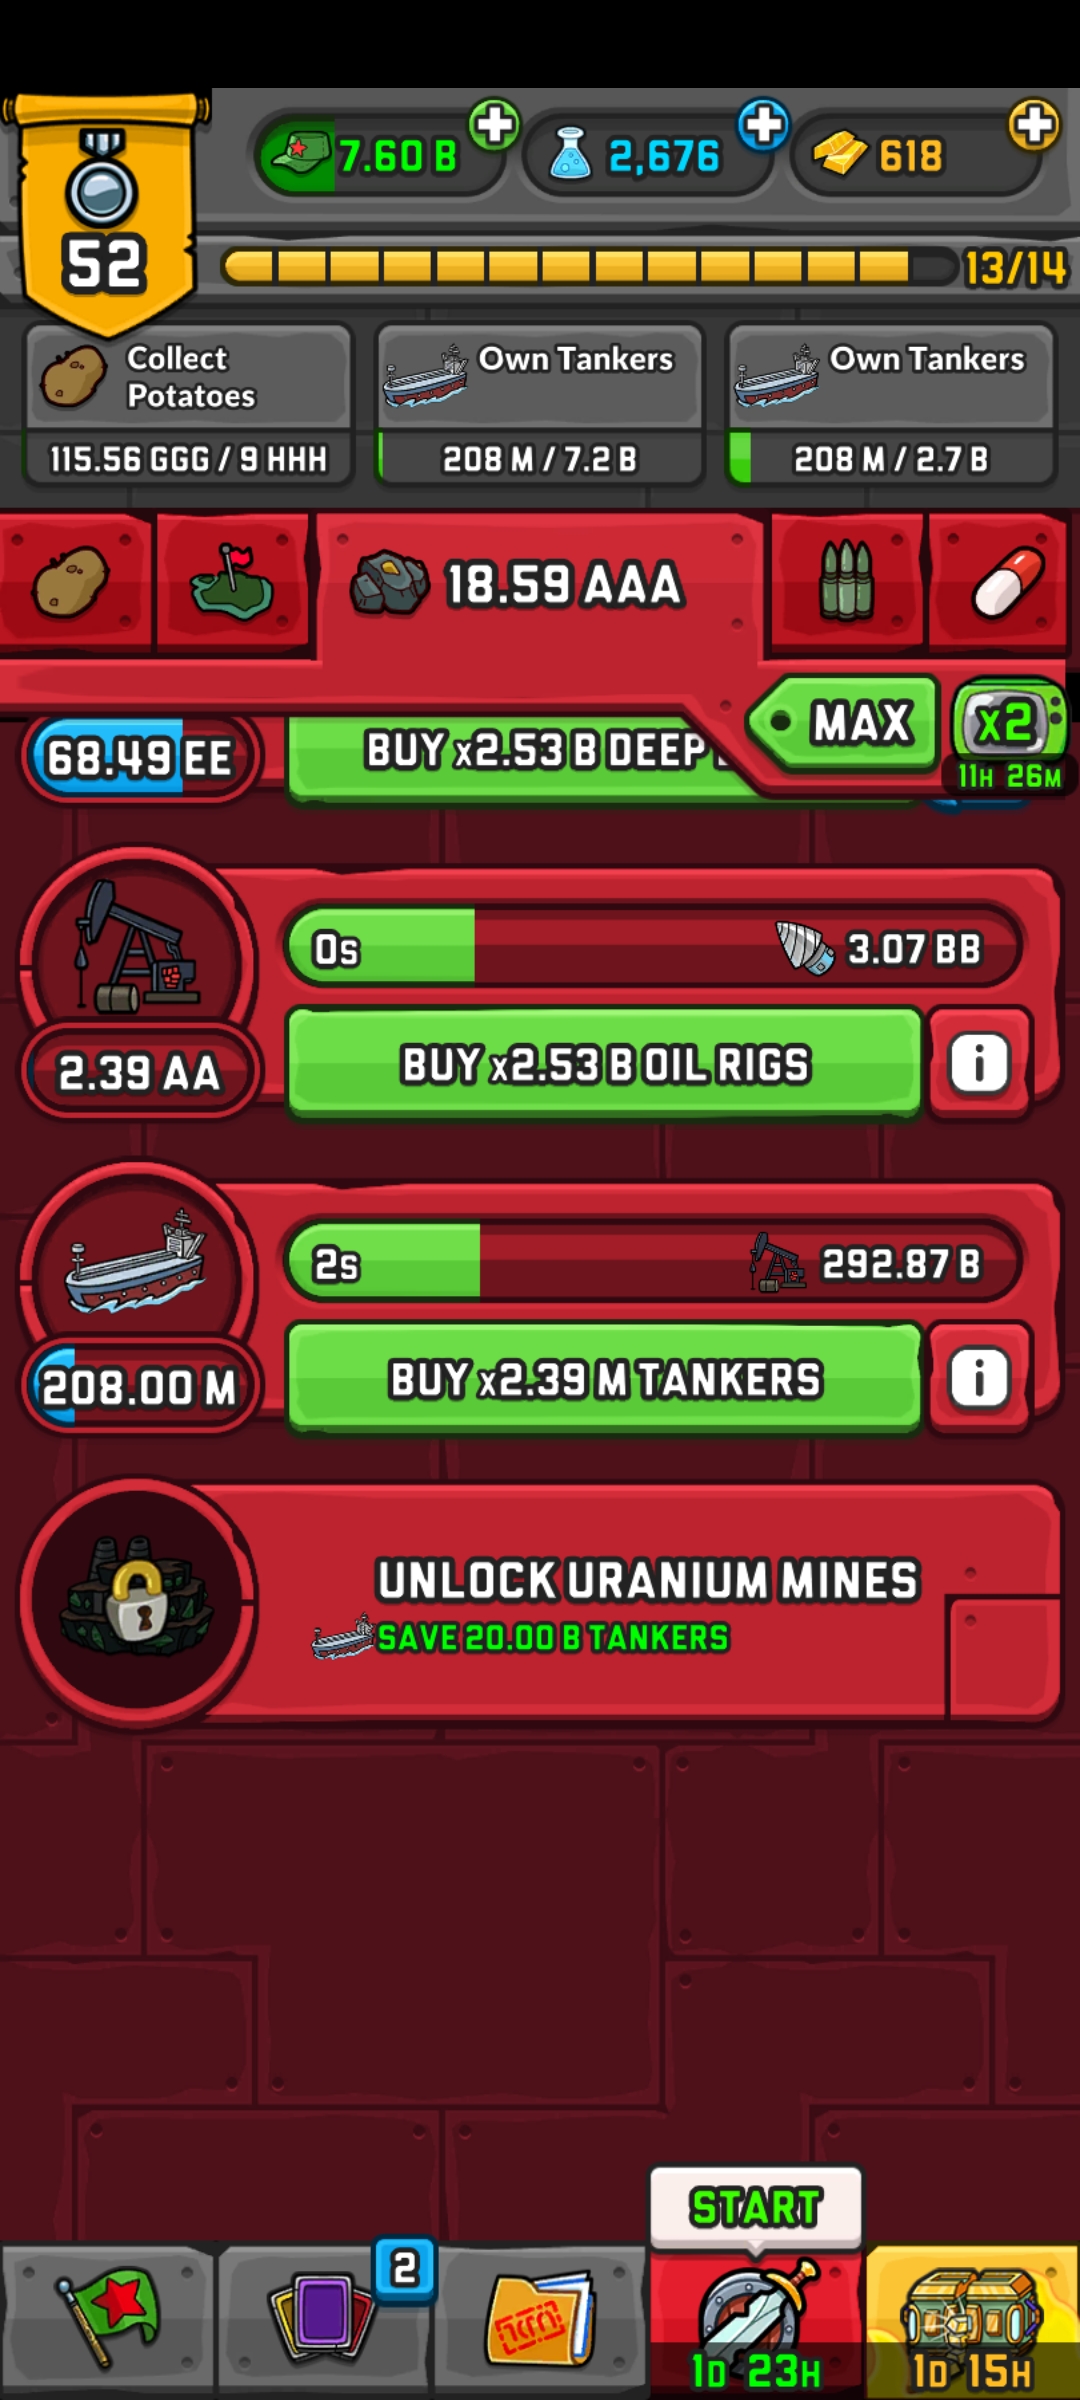 7.60 B
2,676
618
52
13/14
Collect
Potatoes
115.56 GGG / 9 HHH
Own Tankers
208 M / 7.2 B
Own Tankers
208 M / 2.7 B
18.59 AAA
MAX
x2
11H 26M
68.49 EE
BUY x2.53 B DEEP
0s
3.07 BB
2.39 AA
BUY x2.53 B OIL RIGS
i
2s
292.87 B
208.00 M
BUY x2.39 M TANKERS
i
UNLOCK URANIUM MINES
SAVE 20.00 B TANKERS
START
2
1D 23H
1D 15H